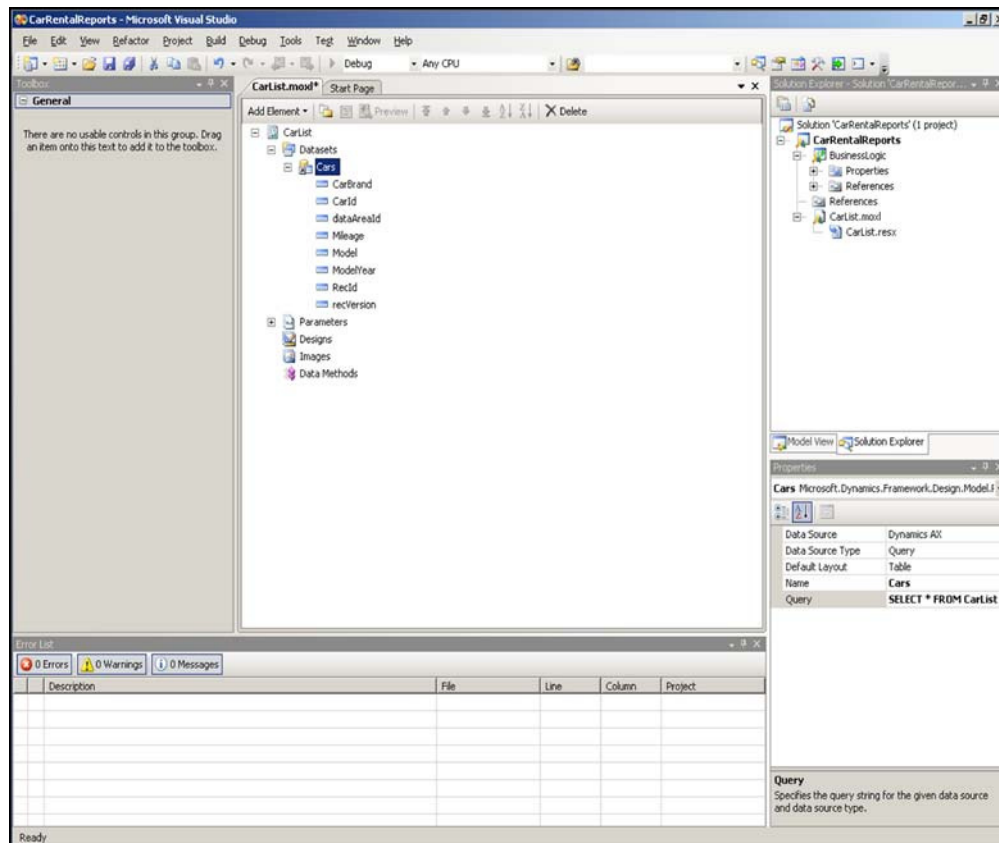 CarRentalReports - Microsoft Visual Studio
File Edit View Refactor Project Build Debug Tools Test Window Help
Debug Any CPU
Toolbox
General
There are no usable controls in this group. Drag
an item onto this text to add it to the toolbox.
CarList.moxl* Start Page
Add Element Preview Delete
CarList
Datasets
Cars
CarBrand
CarId
dataAreaId
Mileage
Model
ModelYear
RecId
recVersion
Parameters
Designs
Images
Data Methods
Solution Explorer - Solution 'CarRentalRepor...
Solution 'CarRentalReports' (1 project)
CarRentalReports
BusinessLogic
Properties
References
References
CarList.moxl
CarList.resx
Model View Solution Explorer
Properties
Cars Microsoft.Dynamics.Framework.Design.Model.
Data Source Dynamics AX
Data Source Type Query
Default Layout Table
Name Cars
Query SELECT * FROM CarList
Query
Specifies the query string for the given data source
and data source type.
Error List
0 Errors 0 Warnings 0 Messages
Description File Line Column Project
Ready